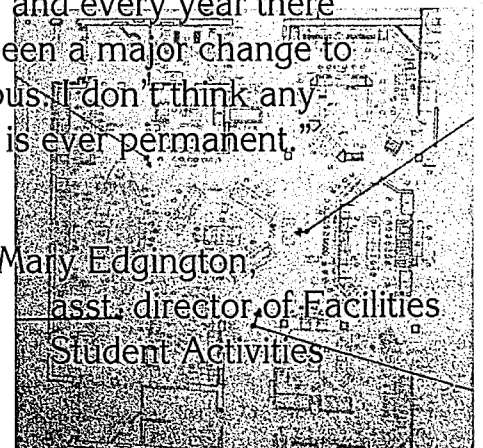 and every year there
een a major change to
ous. I don't think any
is ever permanent."
Mary Edgington,
asst. director of Facilities
Student Activities